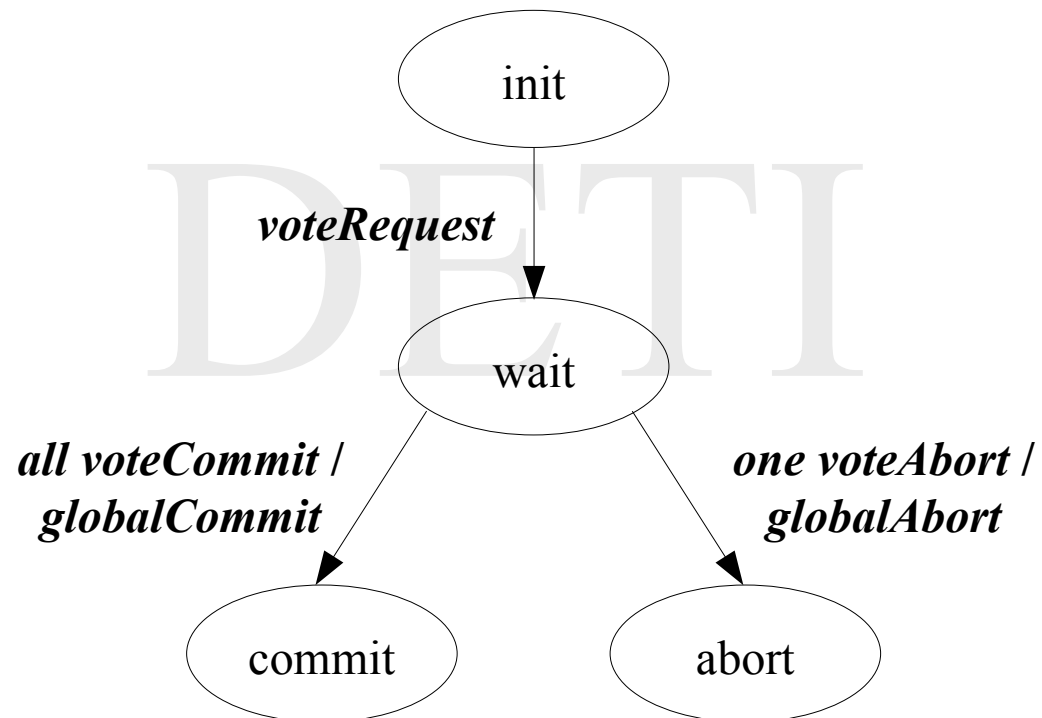 init
DETI
voteRequest
wait
all voteCommit /
globalCommit
one voteAbort /
globalAbort
commit
abort